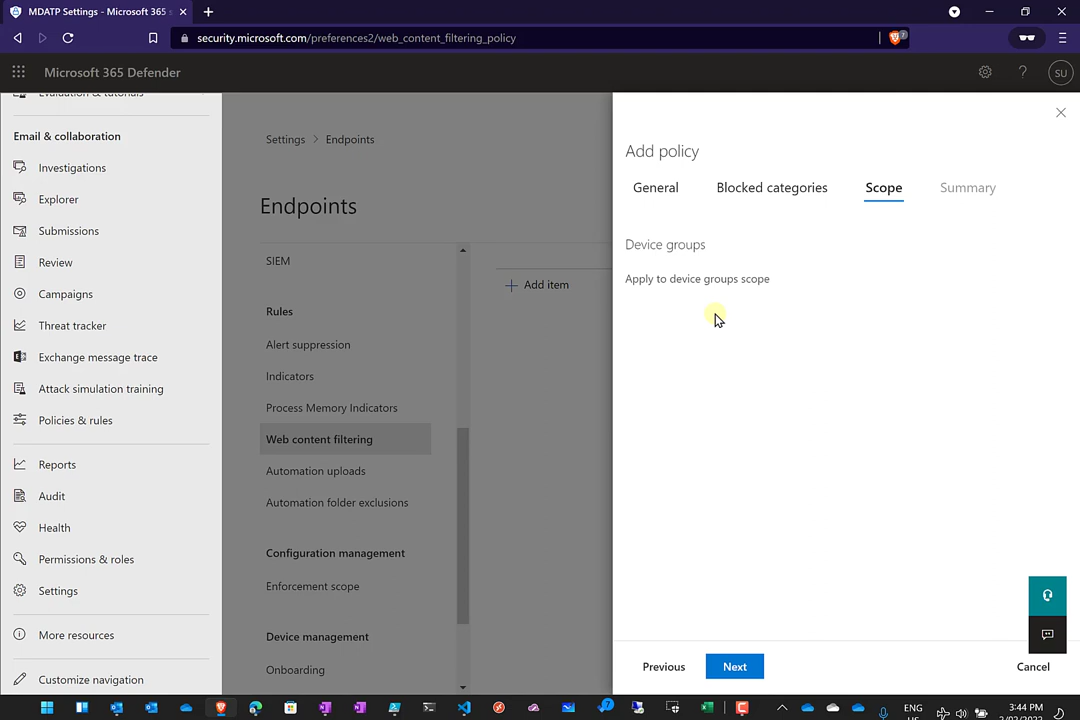 MDATP Settings - Microsoft 365
security.microsoft.com/preferences2/web_content_filtering_policy
7
Microsoft 365 Defender
?
SU
Evaluation & tutorials
Email & collaboration
Investigations
Explorer
Submissions
Review
Campaigns
Threat tracker
Exchange message trace
Attack simulation training
Policies & rules
Reports
Audit
Health
Permissions & roles
Settings
More resources
Customize navigation
Settings > Endpoints
Endpoints
SIEM
Rules
Alert suppression
Indicators
Process Memory Indicators
Web content filtering
Automation uploads
Automation folder exclusions
Configuration management
Enforcement scope
Device management
Onboarding
Add item
Add policy
General
Blocked categories
Scope
Summary
Device groups
Apply to device groups scope
Previous
Next
Cancel
ENG
3:44 PM